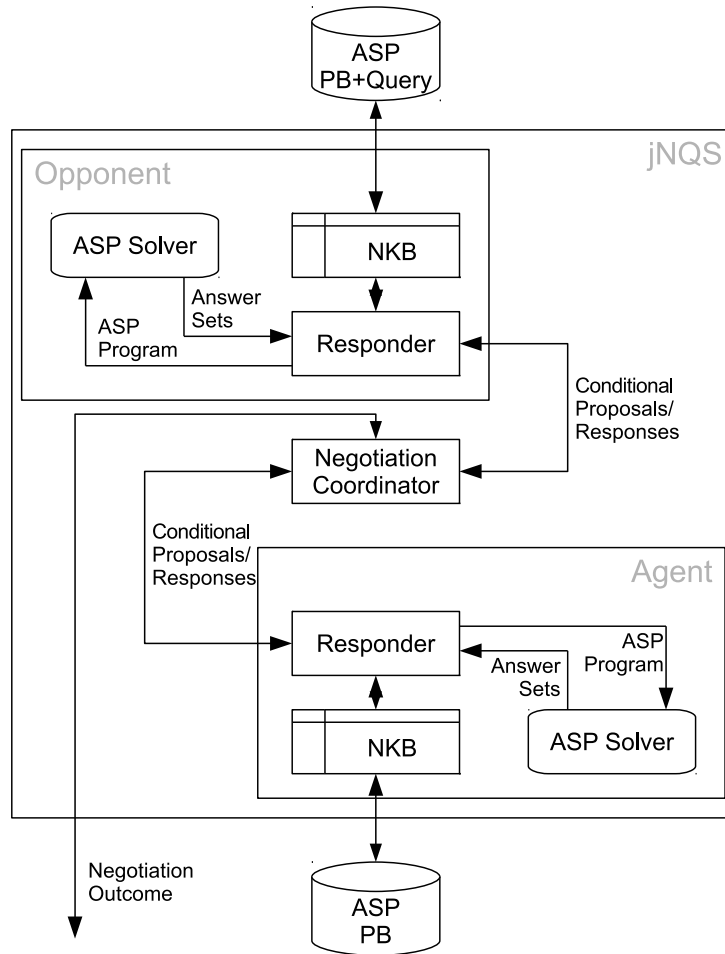 ASP
PB+Query
jNQS
Opponent
ASP Solver
NKB
Answer
Sets
ASP
Program
Responder
Conditional
Proposals/
Responses
Negotiation
Coordinator
Conditional
Proposals/
Responses
Agent
Responder
ASP
Program
Answer
Sets
NKB
ASP Solver
Negotiation
Outcome
ASP
PB